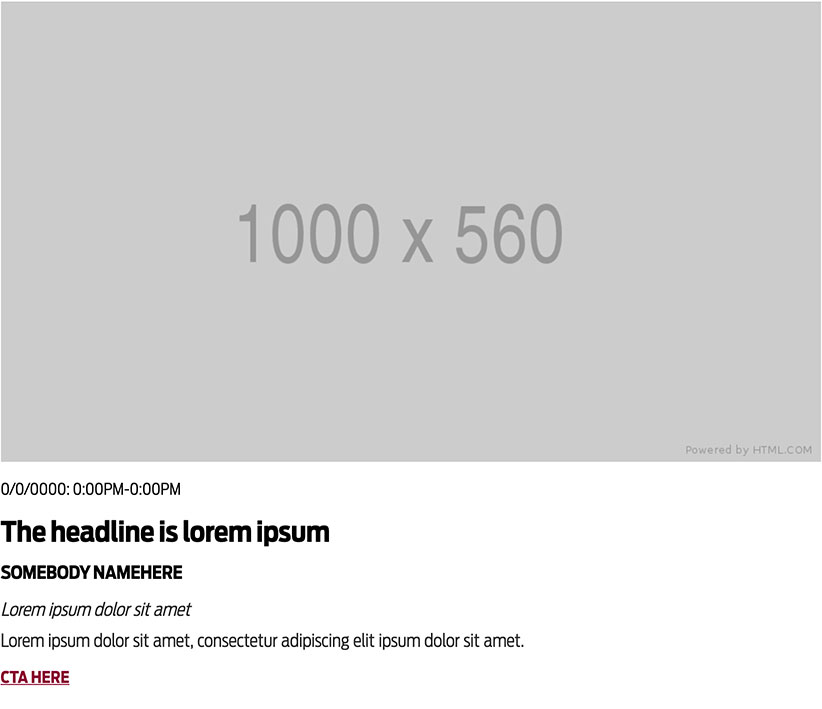 1000 x 560
Powered by HTML.COM
0/0/0000: 0:00PM-0:00PM
The headline is lorem ipsum
SOMEBODY NAMEHERE
Lorem ipsum dolor sit amet
Lorem ipsum dolor sit amet, consectetur adipiscing elit ipsum dolor sit amet.
CTA HERE